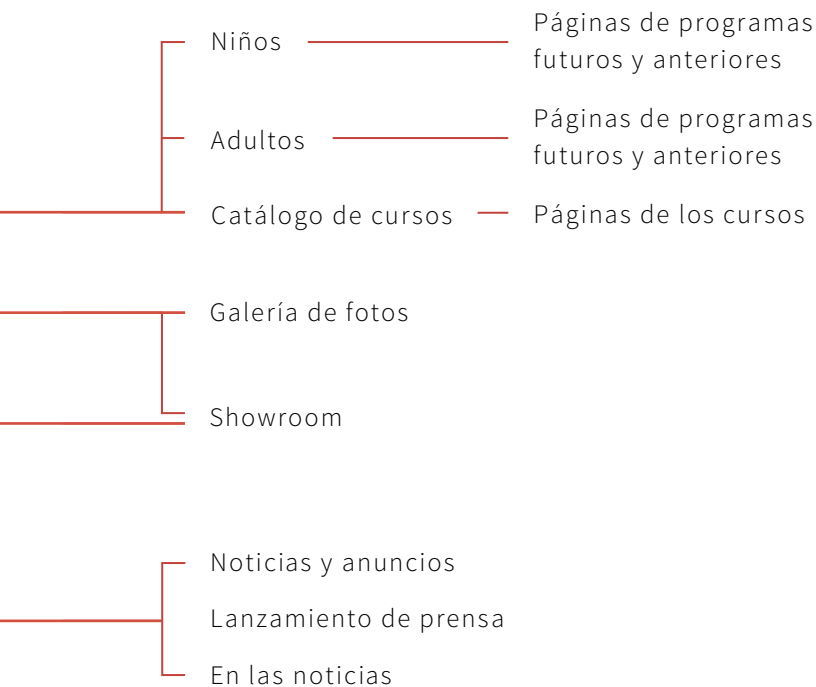 Niños
Páginas de programas
futuros y anteriores
Adultos
Páginas de programas
futuros y anteriores
Catálogo de cursos
Páginas de los cursos
Galería de fotos
Showroom
Noticias y anuncios
Lanzamiento de prensa
En las noticias